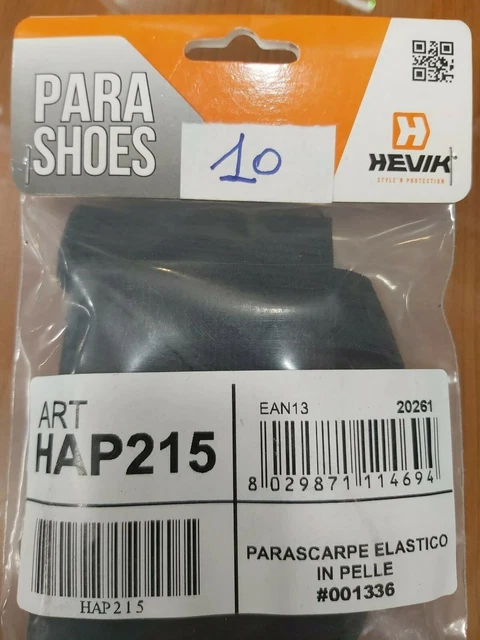 PARA
SHOES
10
HEVIK
STYLE'N PROTECTION
ART
HAP215
EAN13 20261
8 029871 114694
HAP215
PARASCARPE ELASTICO
IN PELLE
#001336